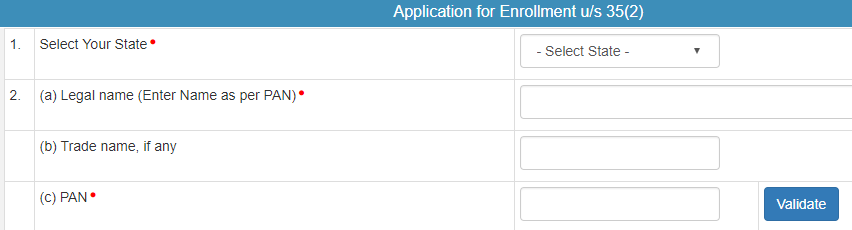 Application for Enrollment u/s 35(2)
1. Select Your State• - Select State -
2. (a) Legal name (Enter Name as per PAN)•
(b) Trade name, if any
(c) PAN• Validate